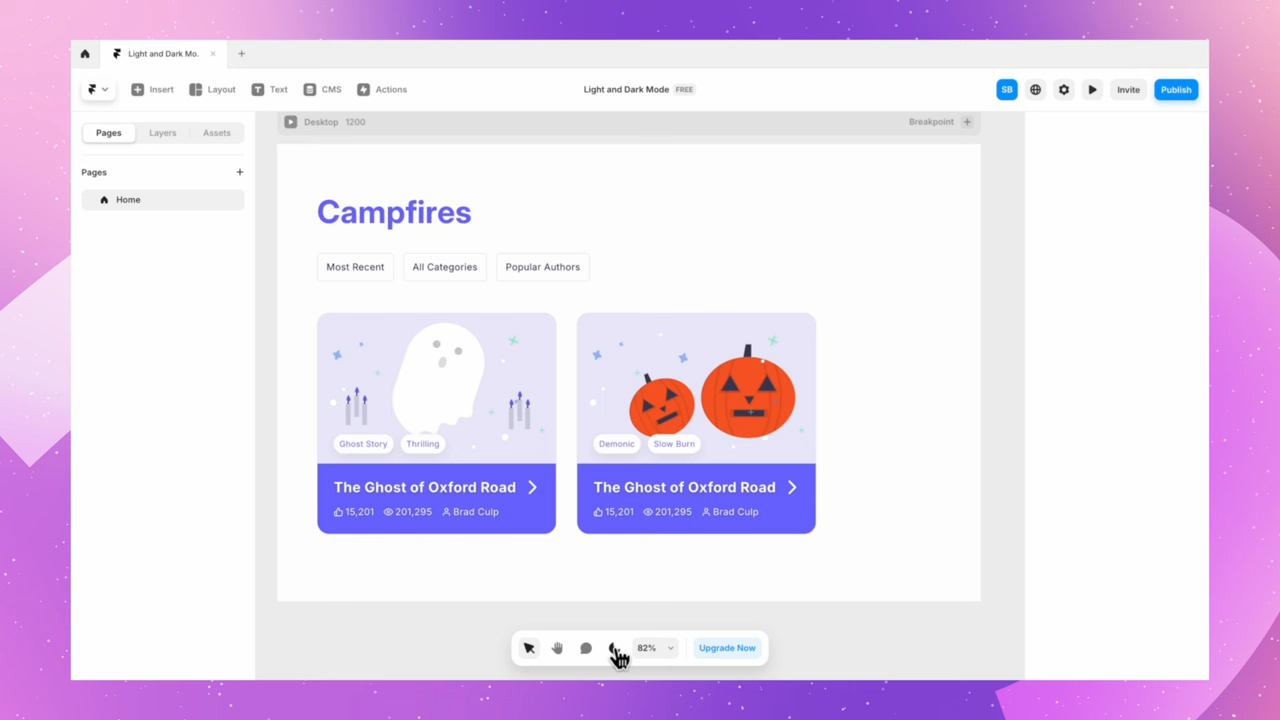 Light and Dark Mo.
Insert
Layout
Text
CMS
Actions
Light and Dark Mode FREE
SB
Invite
Publish
Pages
Layers
Assets
Pages
Home
Desktop 1200
Breakpoint
Campfires
Most Recent
All Categories
Popular Authors
Ghost Story
Thrilling
The Ghost of Oxford Road
15,201 201,295 Brad Culp
Demonic
Slow Burn
The Ghost of Oxford Road
15,201 201,295 Brad Culp
82%
Upgrade Now